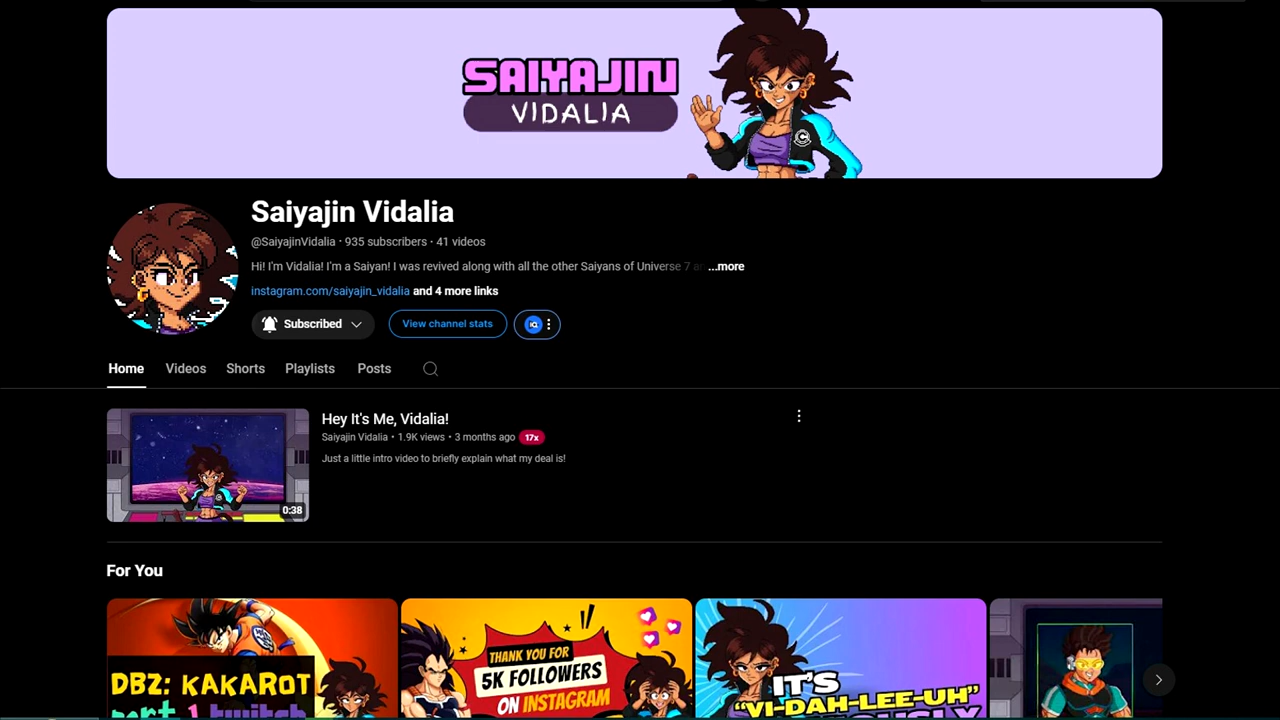 SAIYAJIN
VIDALIA
Saiyajin Vidalia
@SaiyajinVidalia • 935 subscribers • 41 videos
Hi! I'm Vidalia! I'm a Saiyan! I was revived along with all the other Saiyans of Universe 7 a ...more
instagram.com/saiyajin_vidalia and 4 more links
Subscribed
View channel stats
IQ
Home Videos Shorts Playlists Posts
Hey It's Me, Vidalia!
Saiyajin Vidalia • 1.9K views • 3 months ago 17x
Just a little intro video to briefly explain what my deal is!
0:38
For You
DBZ: KAKAROT
part 1 twitch
THANK YOU FOR
5K FOLLOWERS
ON INSTAGRAM
IT'S
"VI-DAH-LEE-UH"